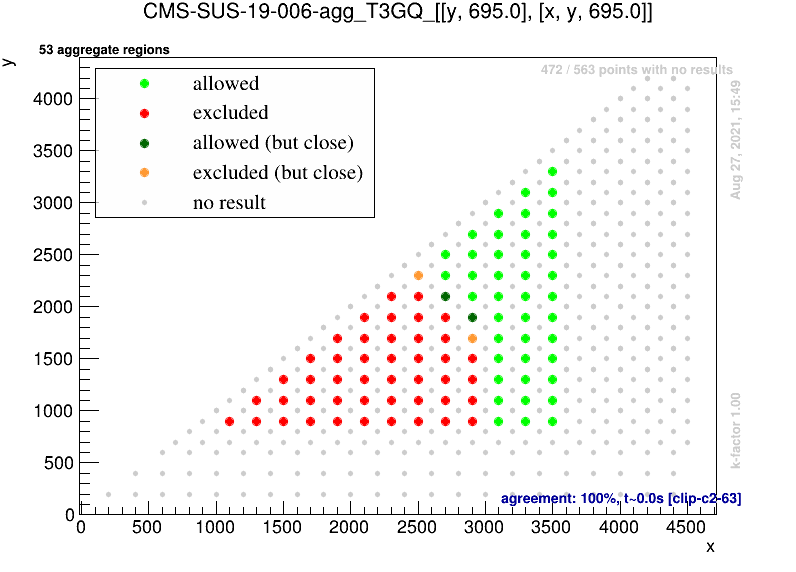 CMS-SUS-19-006-agg_T3GQ_[[y, 695.0], [x, y, 695.0]]
53 aggregate regions
y
472 / 563 points with no results
allowed
excluded
allowed (but close)
excluded (but close)
no result
Aug 27, 2021, 15:49
k-factor 1.00
4000
3500
3000
2500
2000
1500
1000
500
0
agreement: 100%, t~0.0s [clip-c2-63]
0 500 1000 1500 2000 2500 3000 3500 4000 4500
x